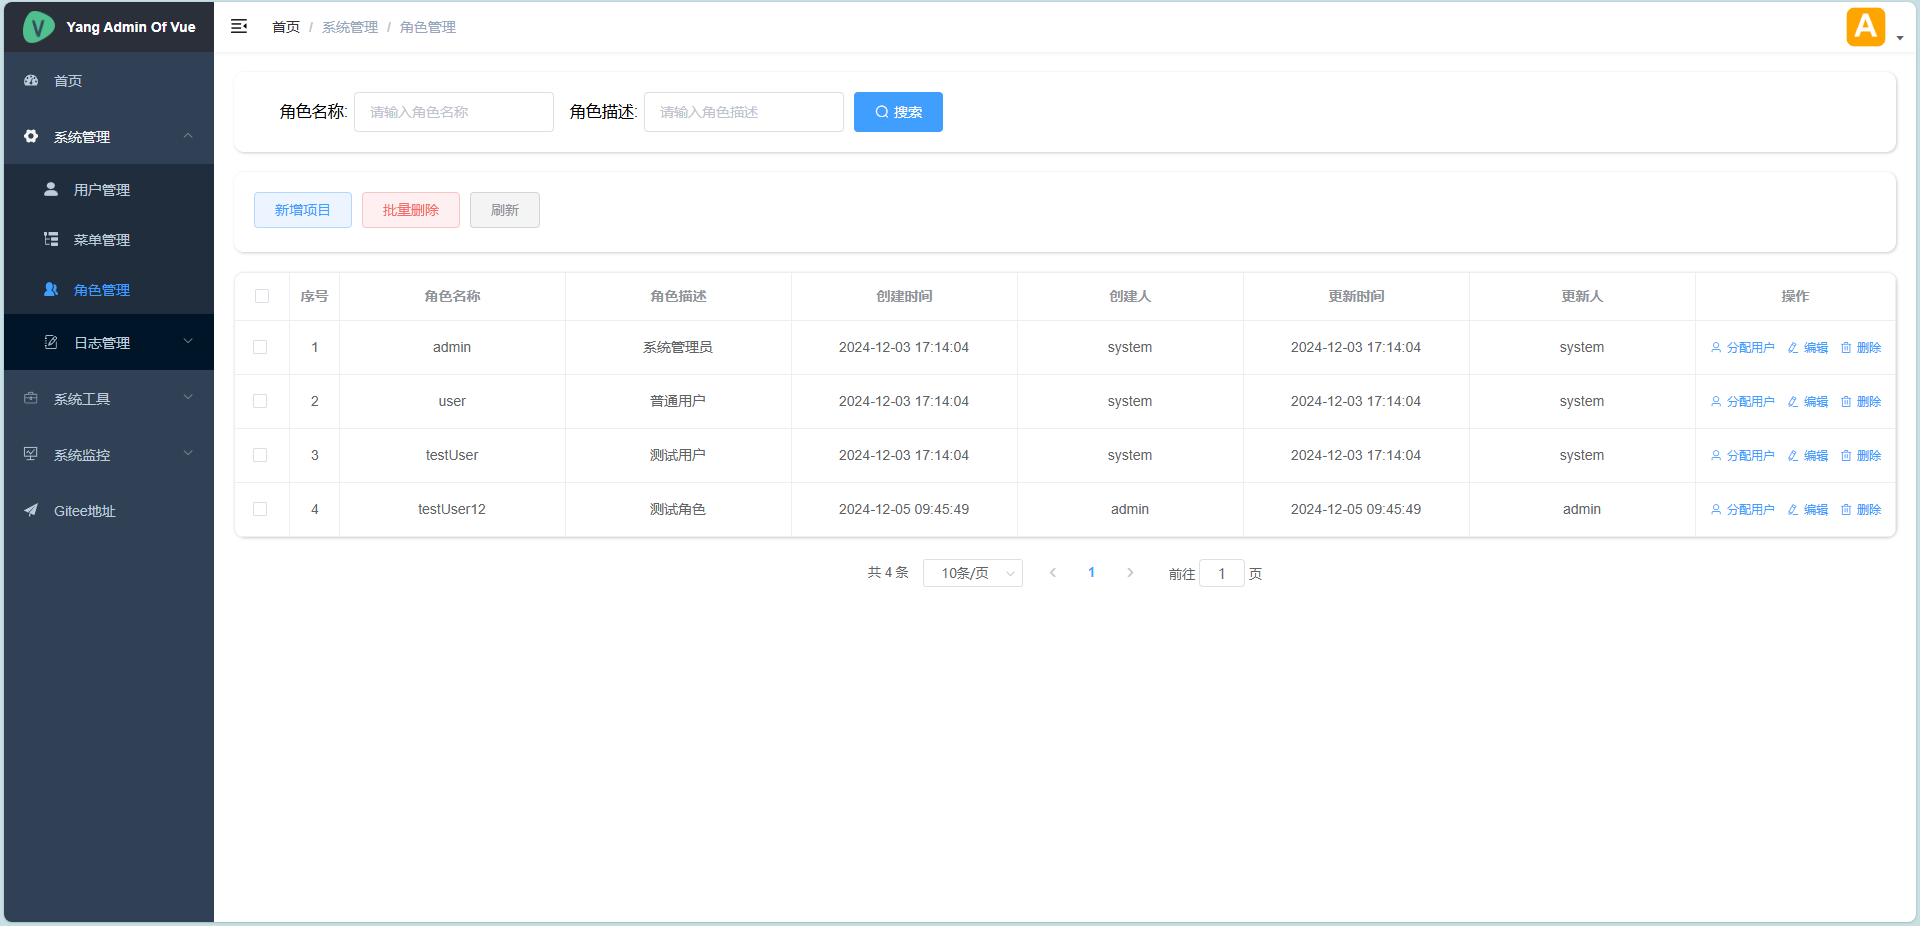 Yang Admin Of Vue
首页 / 系统管理 / 角色管理
A
首页
系统管理
用户管理
菜单管理
角色管理
日志管理
系统工具
系统监控
Gitee地址
角色名称: 请输入角色名称 角色描述: 请输入角色描述 搜索
新增项目 批量删除 刷新
序号 角色名称 角色描述 创建时间 创建人 更新时间 更新人 操作
1 admin 系统管理员 2024-12-03 17:14:04 system 2024-12-03 17:14:04 system 分配用户 编辑 删除
2 user 普通用户 2024-12-03 17:14:04 system 2024-12-03 17:14:04 system 分配用户 编辑 删除
3 testUser 测试用户 2024-12-03 17:14:04 system 2024-12-03 17:14:04 system 分配用户 编辑 删除
4 testUser12 测试角色 2024-12-05 09:45:49 admin 2024-12-05 09:45:49 admin 分配用户 编辑 删除
共 4 条 10条/页 1 前往 1 页